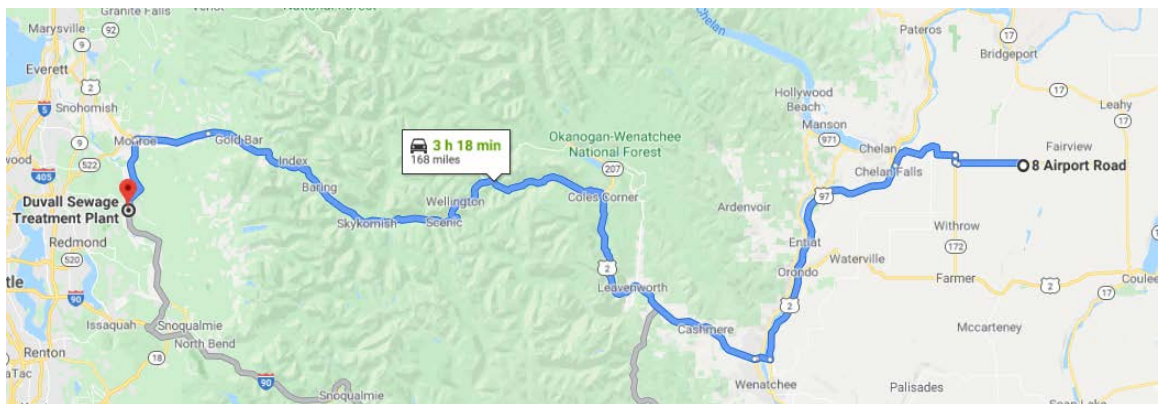 Granite Falls
Marysville
92
9
Everett
2
5
Snohomish
9
Monroe
522
405
Duvall Sewage
Treatment Plant
Redmond
520
90
Issaquah
Snoqualmie
North Bend
Renton
18
90
Snoqualmie
Gold Bar
Index
Baring
Skykomish
Wellington
Scenic
3 h 18 min
168 miles
Okanogan-Wenatchee
National Forest
207
Coles Corner
2
Leavenworth
Cashmere
Wenatchee
Chelan
Pateros
17
Bridgeport
17
Leahy
17
Hollywood
Beach
Manson
971
Chelan
Chelan Falls
Fairview
8 Airport Road
97
Ardenvoir
Entiat
Orondo
2
Waterville
Withrow
172
Farmer
2
Coulee
17
Mccarteney
Palisades